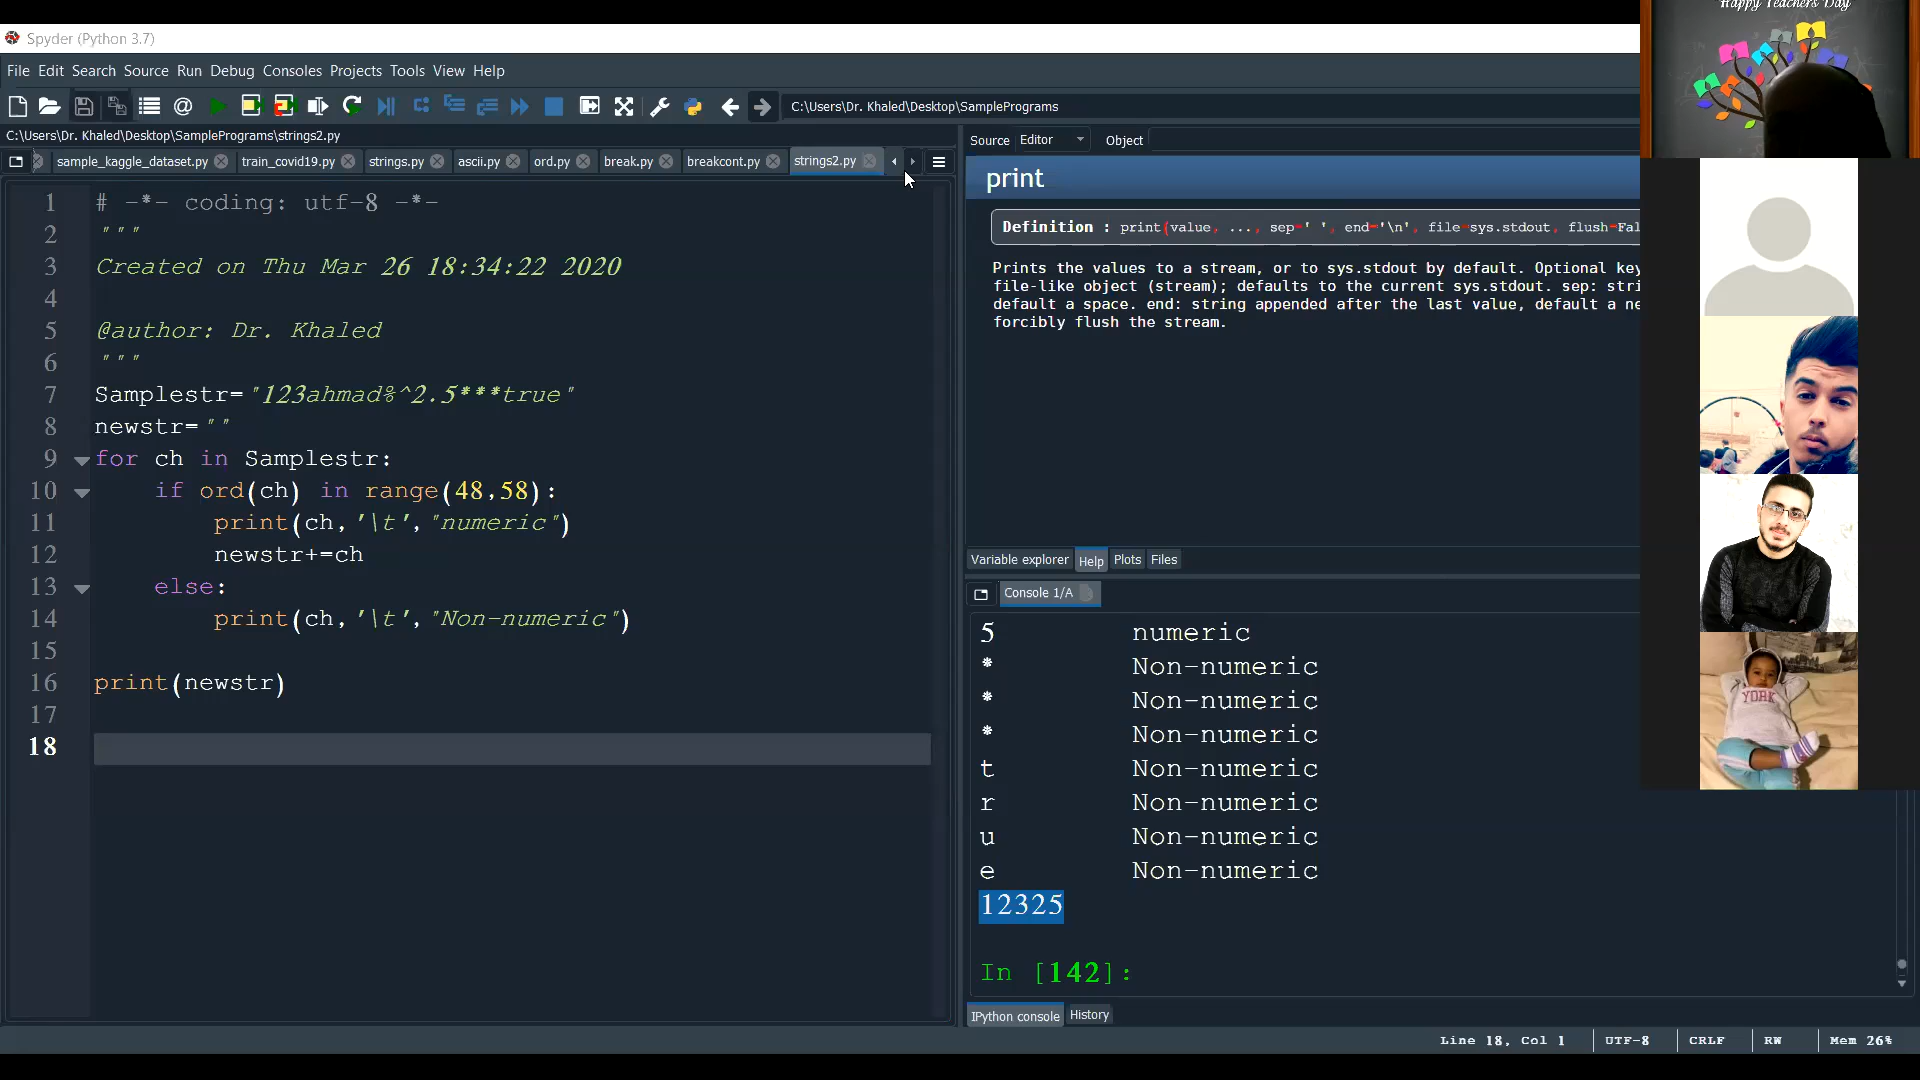 Happy Teachers Day
Spyder (Python 3.7)
File Edit Search Source Run Debug Consoles Projects Tools View Help
C:\Users\Dr. Khaled\Desktop\SamplePrograms
C:\Users\Dr. Khaled\Desktop\SamplePrograms\strings2.py
sample_kaggle_dataset.py train_covid19.py strings.py ascii.py ord.py break.py breakcont.py strings2.py
1 # -*- coding: utf-8 -*-
2 """
3 Created on Thu Mar 26 18:34:22 2020
4
5 @author: Dr. Khaled
6 """
7 Samplestr="123ahmad%^2.5***true"
8 newstr=""
9 for ch in Samplestr:
10 if ord(ch) in range(48,58):
11 print(ch,'\t',"numeric")
12 newstr+=ch
13 else:
14 print(ch,'\t',"Non-numeric")
15
16 print(newstr)
17
18
Source Editor Object
print
Definition : print(value, ..., sep=' ', end='\n', file=sys.stdout, flush=Fal
Prints the values to a stream, or to sys.stdout by default. Optional key
file-like object (stream); defaults to the current sys.stdout. sep: stri
default a space. end: string appended after the last value, default a ne
forcibly flush the stream.
Variable explorer Help Plots Files
Console 1/A
5 numeric
* Non-numeric
* Non-numeric
* Non-numeric
t Non-numeric
r Non-numeric
u Non-numeric
e Non-numeric
12325
In [142]:
IPython console History
YORK
Line 18, Col 1 UTF-8 CRLF RW Mem 26%